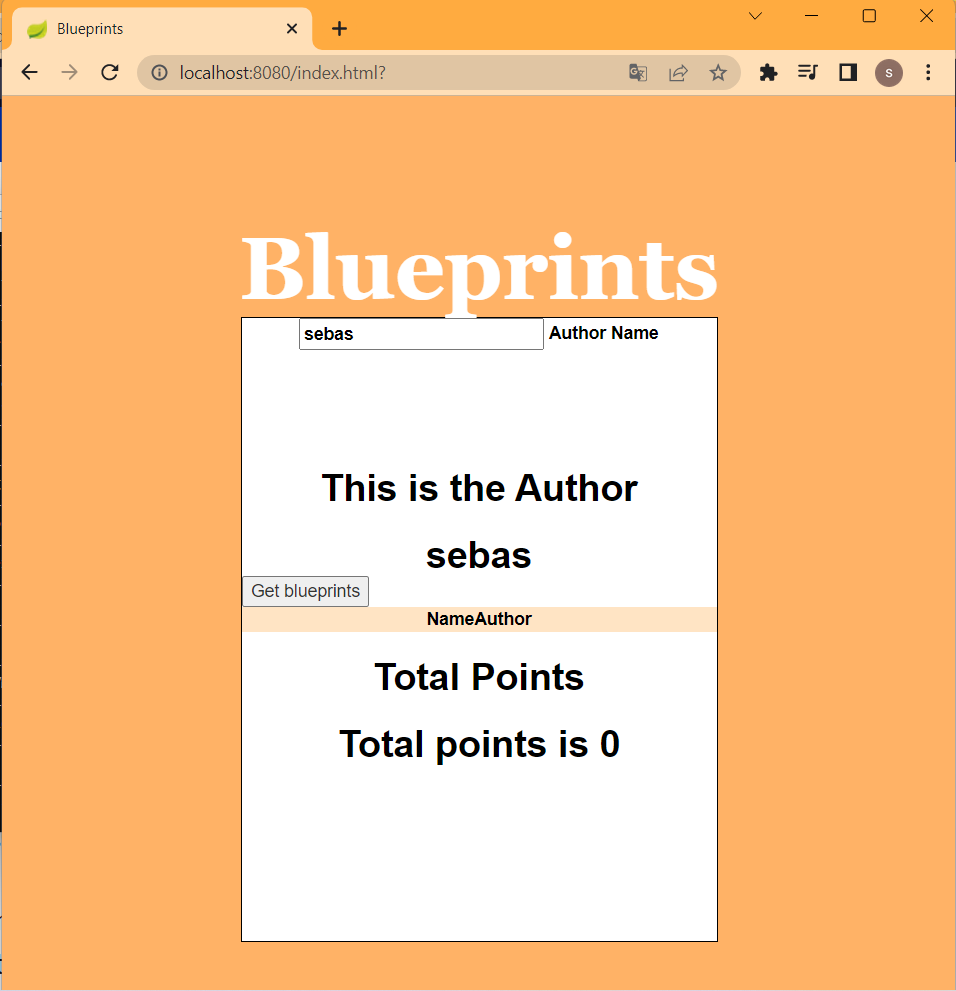 Blueprints
localhost:8080/index.html?
s
Blueprints
sebas Author Name
This is the Author
sebas
Get blueprints
NameAuthor
Total Points
Total points is 0